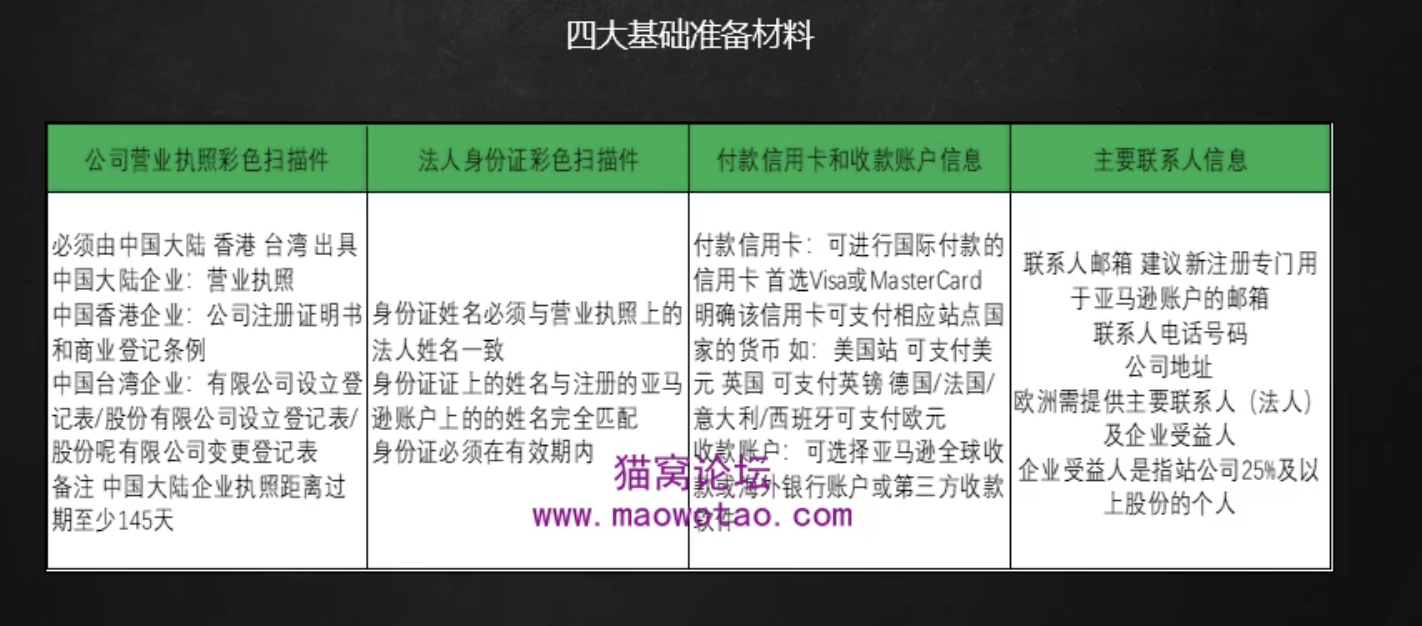 四大基础准备材料
公司营业执照彩色扫描件
法人身份证彩色扫描件
付款信用卡和收款账户信息
主要联系人信息
必须由中国大陆 香港 台湾 出具
中国大陆企业：营业执照
中国香港企业：公司注册证明书
和商业登记条例
中国台湾企业：有限公司设立登
记表/股份有限公司设立登记表/
股份呢有限公司变更登记表
备注 中国大陆企业执照距离过
期至少145天
身份证姓名必须与营业执照上的
法人姓名一致
身份证证上的姓名与注册的亚马
逊账户上的的姓名完全匹配
身份证必须在有效期内
付款信用卡：可进行国际付款的
信用卡 首选Visa或MasterCard
明确该信用卡可支付相应站点国
家的货币 如：美国站 可支付美
元 英国 可支付英镑 德国/法国/
意大利/西班牙可支付欧元
收款账户：可选择亚马逊全球收
款或海外银行账户或第三方收款
软件
联系人邮箱 建议新注册专门用
于亚马逊账户的邮箱
联系人电话号码
公司地址
欧洲需提供主要联系人（法人）
及企业受益人
企业受益人是指站公司25%及以
上股份的个人
猫窝论坛
www.maowotao.com